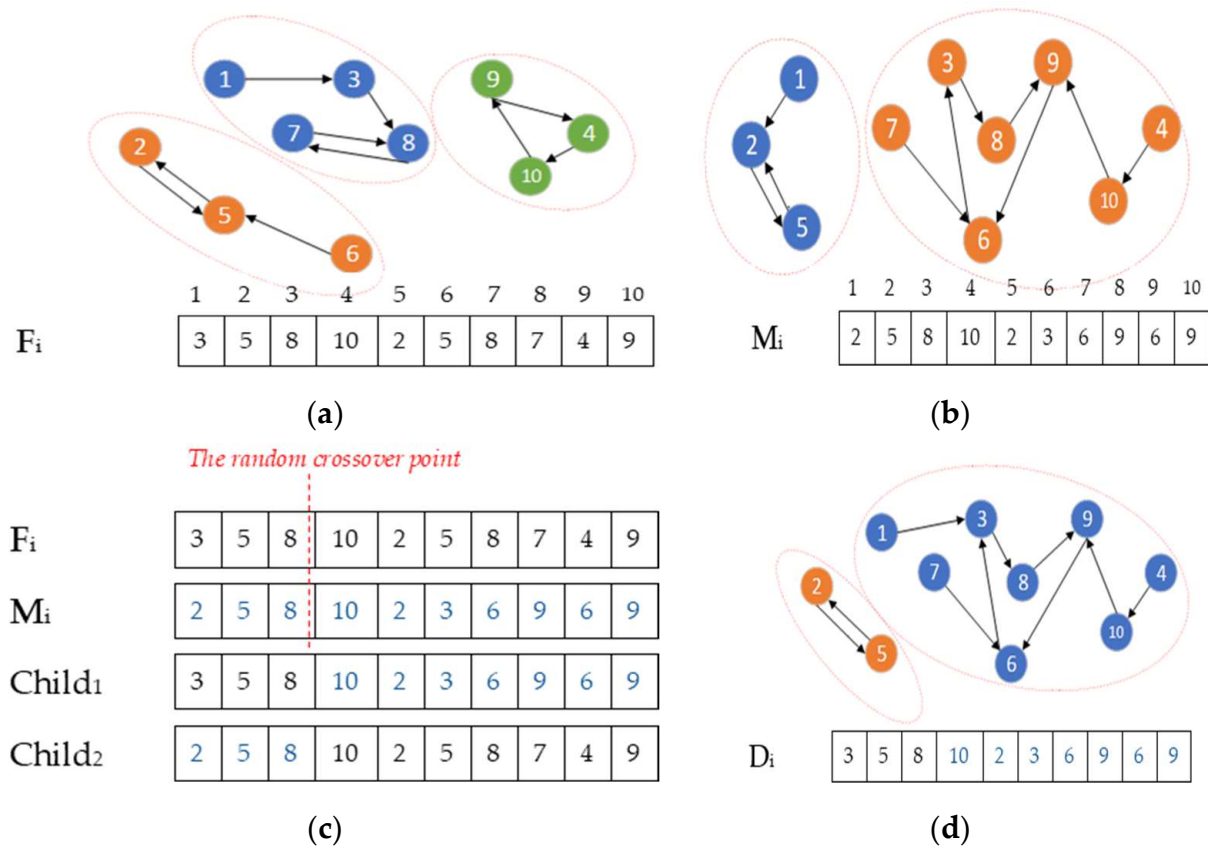 1 3 9
7 8 4
2 10
5
6
1 2 3 4 5 6 7 8 9 10
Fi 3 5 8 10 2 5 8 7 4 9
(a)
3 9
1
7 8 4
2
10
5 6
1 2 3 4 5 6 7 8 9 10
Mi 2 5 8 10 2 3 6 9 6 9
(b)
The random crossover point
Fi 3 5 8 10 2 5 8 7 4 9
Mi 2 5 8 10 2 3 6 9 6 9
Child1 3 5 8 10 2 3 6 9 6 9
Child2 2 5 8 10 2 5 8 7 4 9
(c)
1 3 9
7 8 4
2
10
5 6
Di 3 5 8 10 2 3 6 9 6 9
(d)